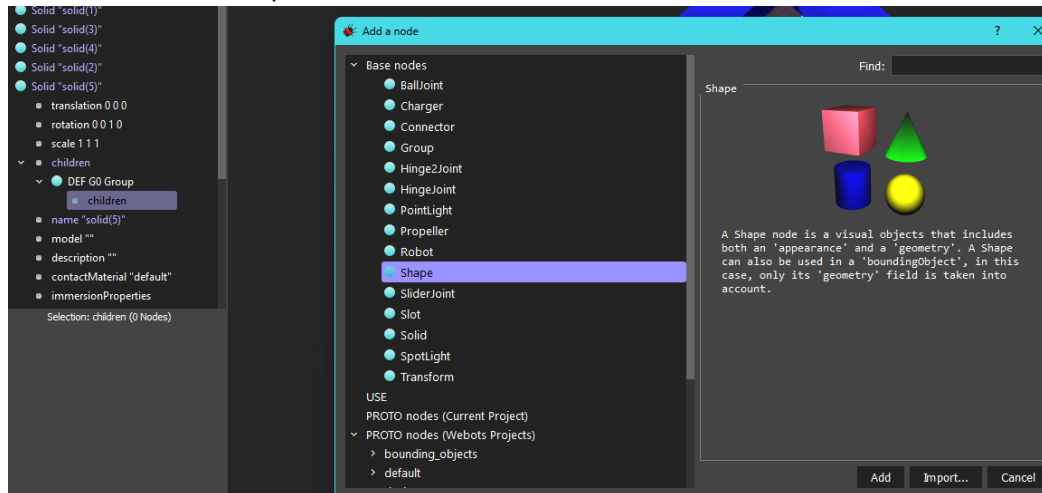 Solid "solid(1)"
Solid "solid(3)"
Solid "solid(4)"
Solid "solid(2)"
Solid "solid(5)"
translation 0 0 0
rotation 0 0 1 0
scale 1 1 1
children
DEF G0 Group
children
name "solid(5)"
model ""
description ""
contactMaterial "default"
immersionProperties
Selection: children (0 Nodes)
Add a node
?
Base nodes
BallJoint
Charger
Connector
Group
Hinge2Joint
HingeJoint
PointLight
Propeller
Robot
Shape
SliderJoint
Slot
Solid
SpotLight
Transform
USE
PROTO nodes (Current Project)
PROTO nodes (Webots Projects)
bounding_objects
default
Find:
Shape
A Shape node is a visual objects that includes
both an 'appearance' and a 'geometry'. A Shape
can also be used in a 'boundingObject', in this
case, only its 'geometry' field is taken into
account.
Add
Import...
Cancel